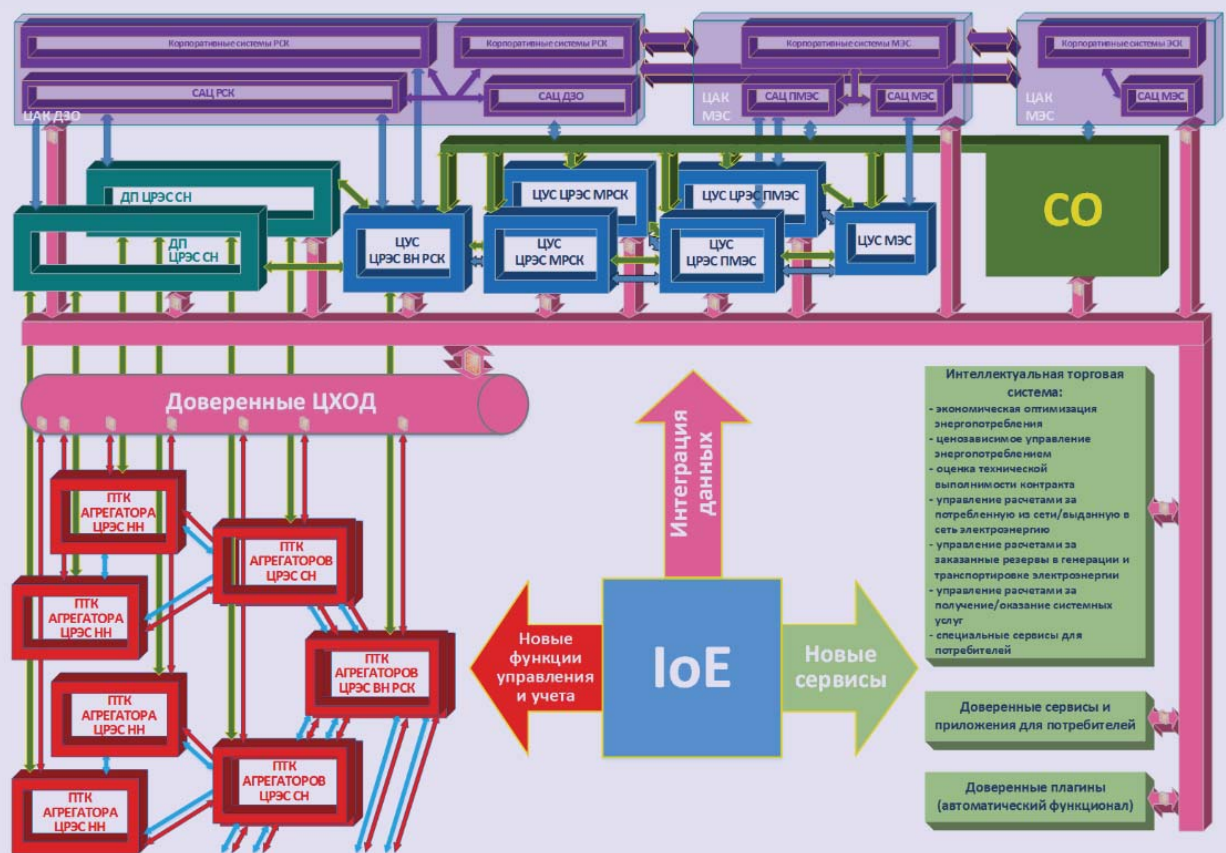 Корпоративные системы РСК
Корпоративные системы РСК
Корпоративные системы МЭС
Корпоративные системы ЭСК
САЦ РСК
САЦ ДЗО
САЦ ПМЭС
САЦ МЭС
САЦ МЭС
ЦАК ДЗО
ЦАК
МЭС
ЦАК
МЭС
ДП ЦРЭС СН
ДП
ЦРЭС СН
ЦУС
ЦРЭС ВН РСК
ЦУС ЦРЭС МРСК
ЦУС
ЦРЭС МРСК
ЦУС ЦРЭС ПМЭС
ЦУС
ЦРЭС ПМЭС
ЦУС МЭС
СО
Доверенные ЦХОД
ПТК
АГРЕГАТОРА
ЦРЭС НН
ПТК
АГРЕГАТОРОВ
ЦРЭС СН
ПТК
АГРЕГАТОРА
ЦРЭС НН
ПТК
АГРЕГАТОРОВ
ЦРЭС ВН РСК
ПТК
АГРЕГАТОРА
ЦРЭС НН
ПТК
АГРЕГАТОРОВ
ЦРЭС СН
ПТК
АГРЕГАТОРА
ЦРЭС НН
Интеграция
данных
Новые
функции
управления
и учета
IoE
Новые
сервисы
Интеллектуальная торговая
система:
- экономическая оптимизация
энергопотребления
- ценозависимое управление
энергопотреблением
- оценка технической
выполнимости контракта
- управление расчетами за
потребленную из сети/выданную в
сеть электроэнергию
- управление расчетами за
заказанные резервы в генерации и
транспортировке электроэнергии
- управление расчетами за
получение/оказание системных
услуг
- специальные сервисы для
потребителей
Доверенные сервисы и
приложения для потребителей
Доверенные плагины
(автоматический функционал)